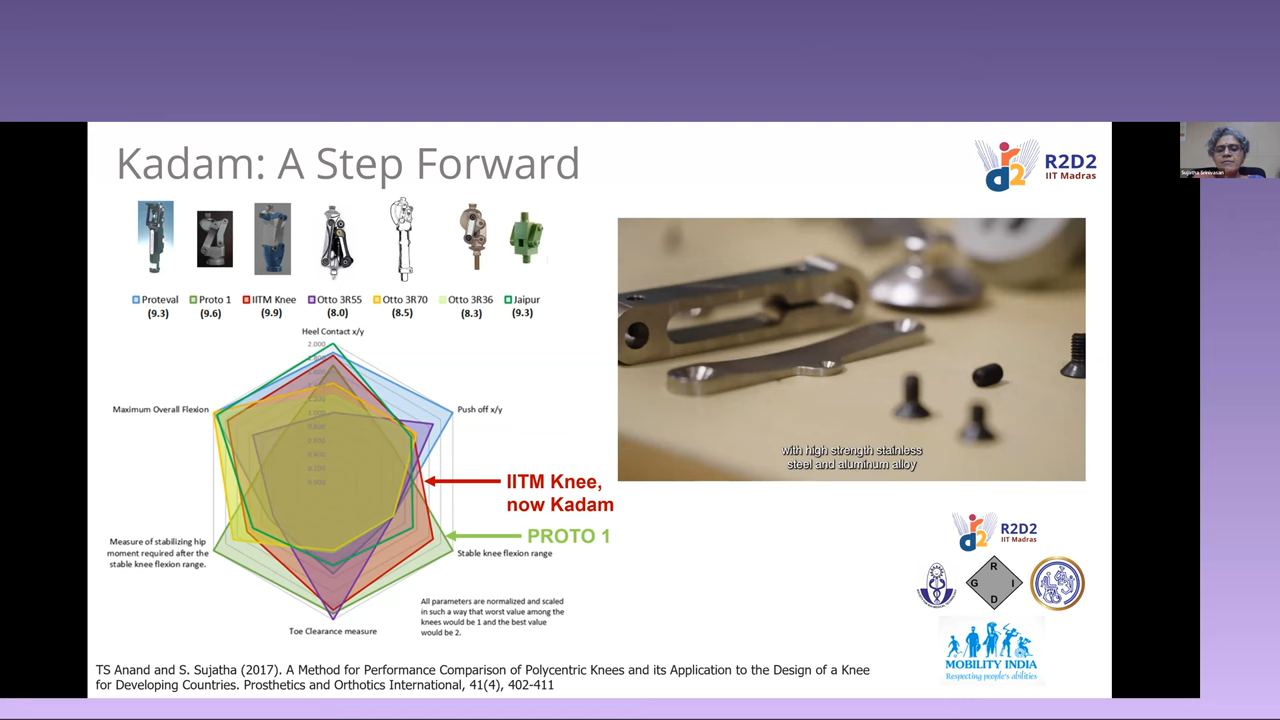 Kadam: A Step Forward
R2D2
IIT Madras
Sujatha Srinivasan
Proteval Proto 1 IITM Knee Otto 3R55 Otto 3R70 Otto 3R36 Jaipur
(9.3) (9.6) (9.9) (8.0) (8.5) (8.3) (9.3)
Heel Contact x/y
2.000
Maximum Overall Flexion
Push off x/y
with high strength stainless
steel and aluminum alloy
IITM Knee,
now Kadam
PROTO 1
Measure of stabilizing hip
moment required after the
stable knee flexion range.
Stable knee flexion range
All parameters are normalized and scaled
in such a way that worst value among the
knees would be 1 and the best value
would be 2.
Toe Clearance measure
R2D2
IIT Madras
R
G I
D
MOBILITY INDIA
Respecting people's abilities
TS Anand and S. Sujatha (2017). A Method for Performance Comparison of Polycentric Knees and its Application to the Design of a Knee
for Developing Countries. Prosthetics and Orthotics International, 41(4), 402-411